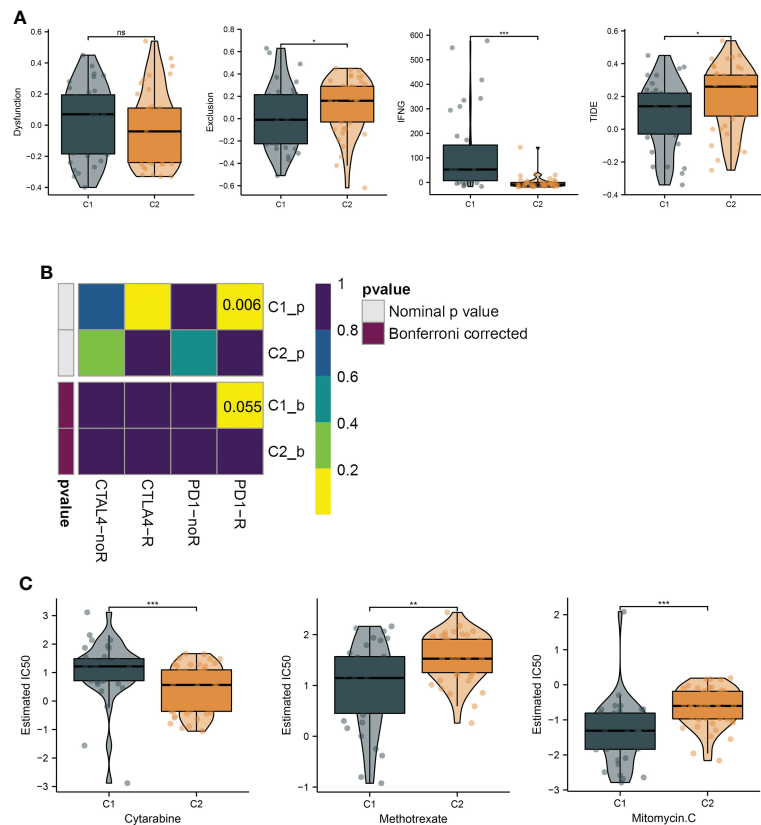 A
ns
Dysfunction
0.6
0.4
0.2
0.0
−0.2
−0.4
C1
C2
*
Exclusion
0.8
0.6
0.4
0.2
0.0
−0.2
−0.4
−0.6
C1
C2
***
IFNG
600
500
400
300
200
100
0
C1
C2
*
TIDE
0.6
0.4
0.2
0.0
−0.2
−0.4
C1
C2
B
0.006
C1_p
C2_p
0.055
C1_b
C2_b
pvalue
CTAL4−noR
CTLA4−R
PD1−noR
PD1−R
1
0.8
0.6
0.4
0.2
pvalue
Nominal p value
Bonferroni corrected
C
***
Estimated IC50
3
2
1
0
−1
−2
−3
C1
C2
Cytarabine
**
Estimated IC50
2
1
0
−1
C1
C2
Methotrexate
***
Estimated IC50
2
1
0
−1
−2
−3
C1
C2
Mitomycin.C